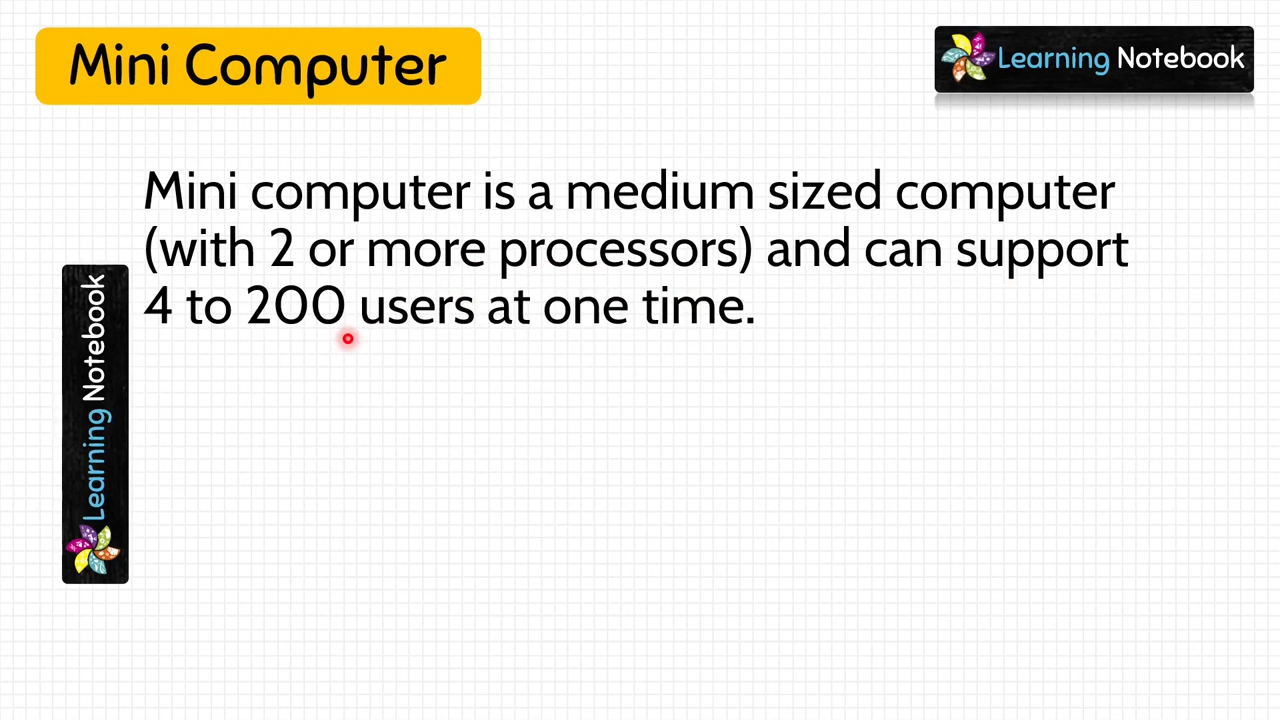 Mini Computer
Learning Notebook
Mini computer is a medium sized computer
(with 2 or more processors) and can support
4 to 200 users at one time.
Learning Notebook